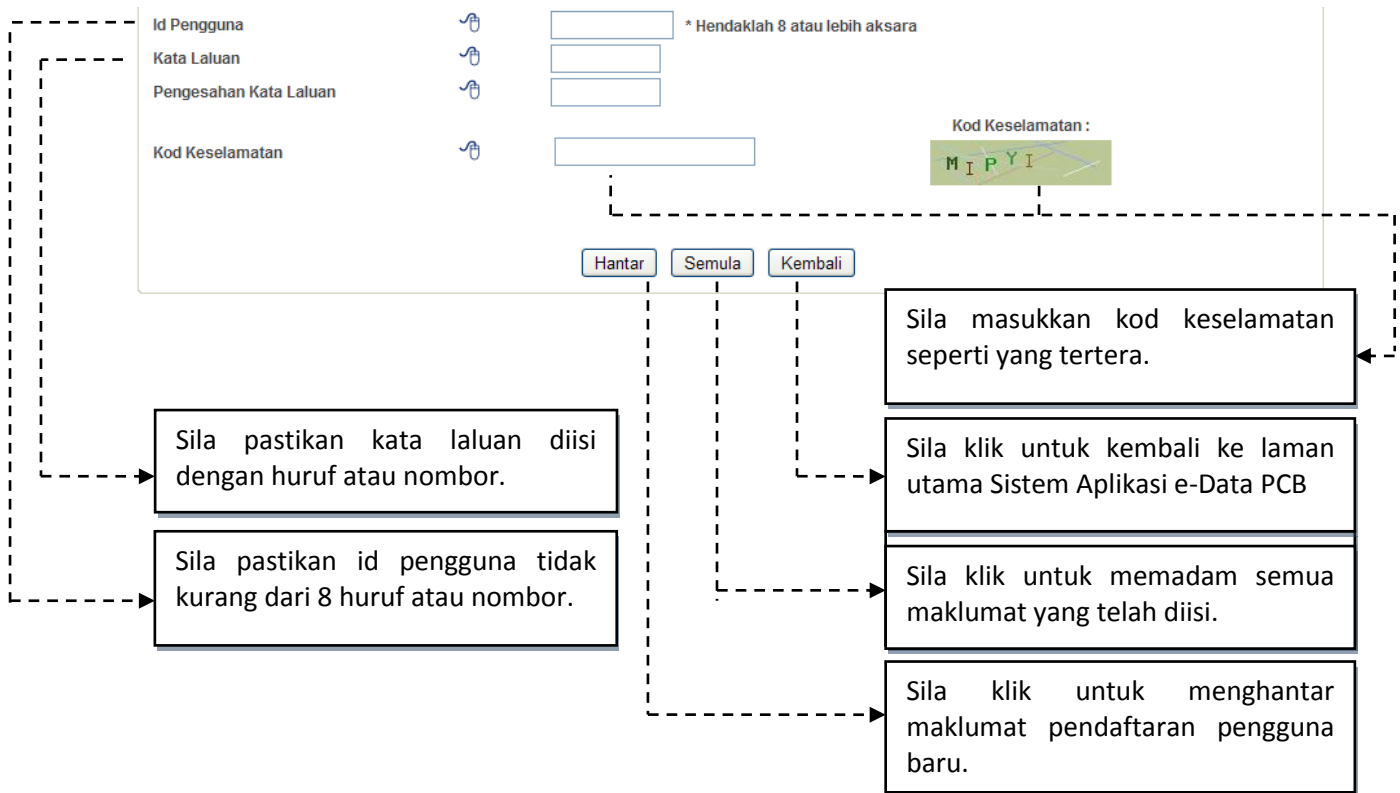 Id Pengguna * Hendaklah 8 atau lebih aksara
Kata Laluan
Pengesahan Kata Laluan
Kod Keselamatan :
Kod Keselamatan
M I P Y I
Hantar Semula Kembali
Sila masukkan kod keselamatan
seperti yang tertera.
Sila pastikan kata laluan diisi
dengan huruf atau nombor.
Sila klik untuk kembali ke laman
utama Sistem Aplikasi e-Data PCB
Sila pastikan id pengguna tidak
kurang dari 8 huruf atau nombor.
Sila klik untuk memadam semua
maklumat yang telah diisi.
Sila klik untuk menghantar
maklumat pendaftaran pengguna
baru.